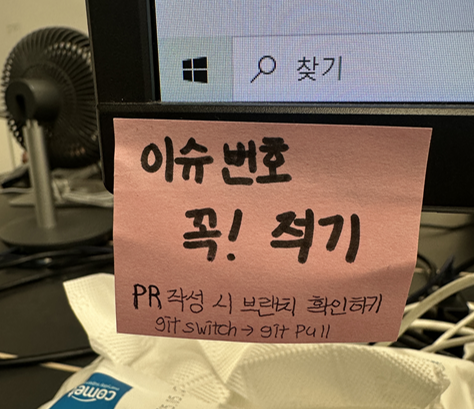 찾기
이슈 번호
꼭! 적기
PR 작성 시 브랜치 확인하기
git switch → git pull
comet